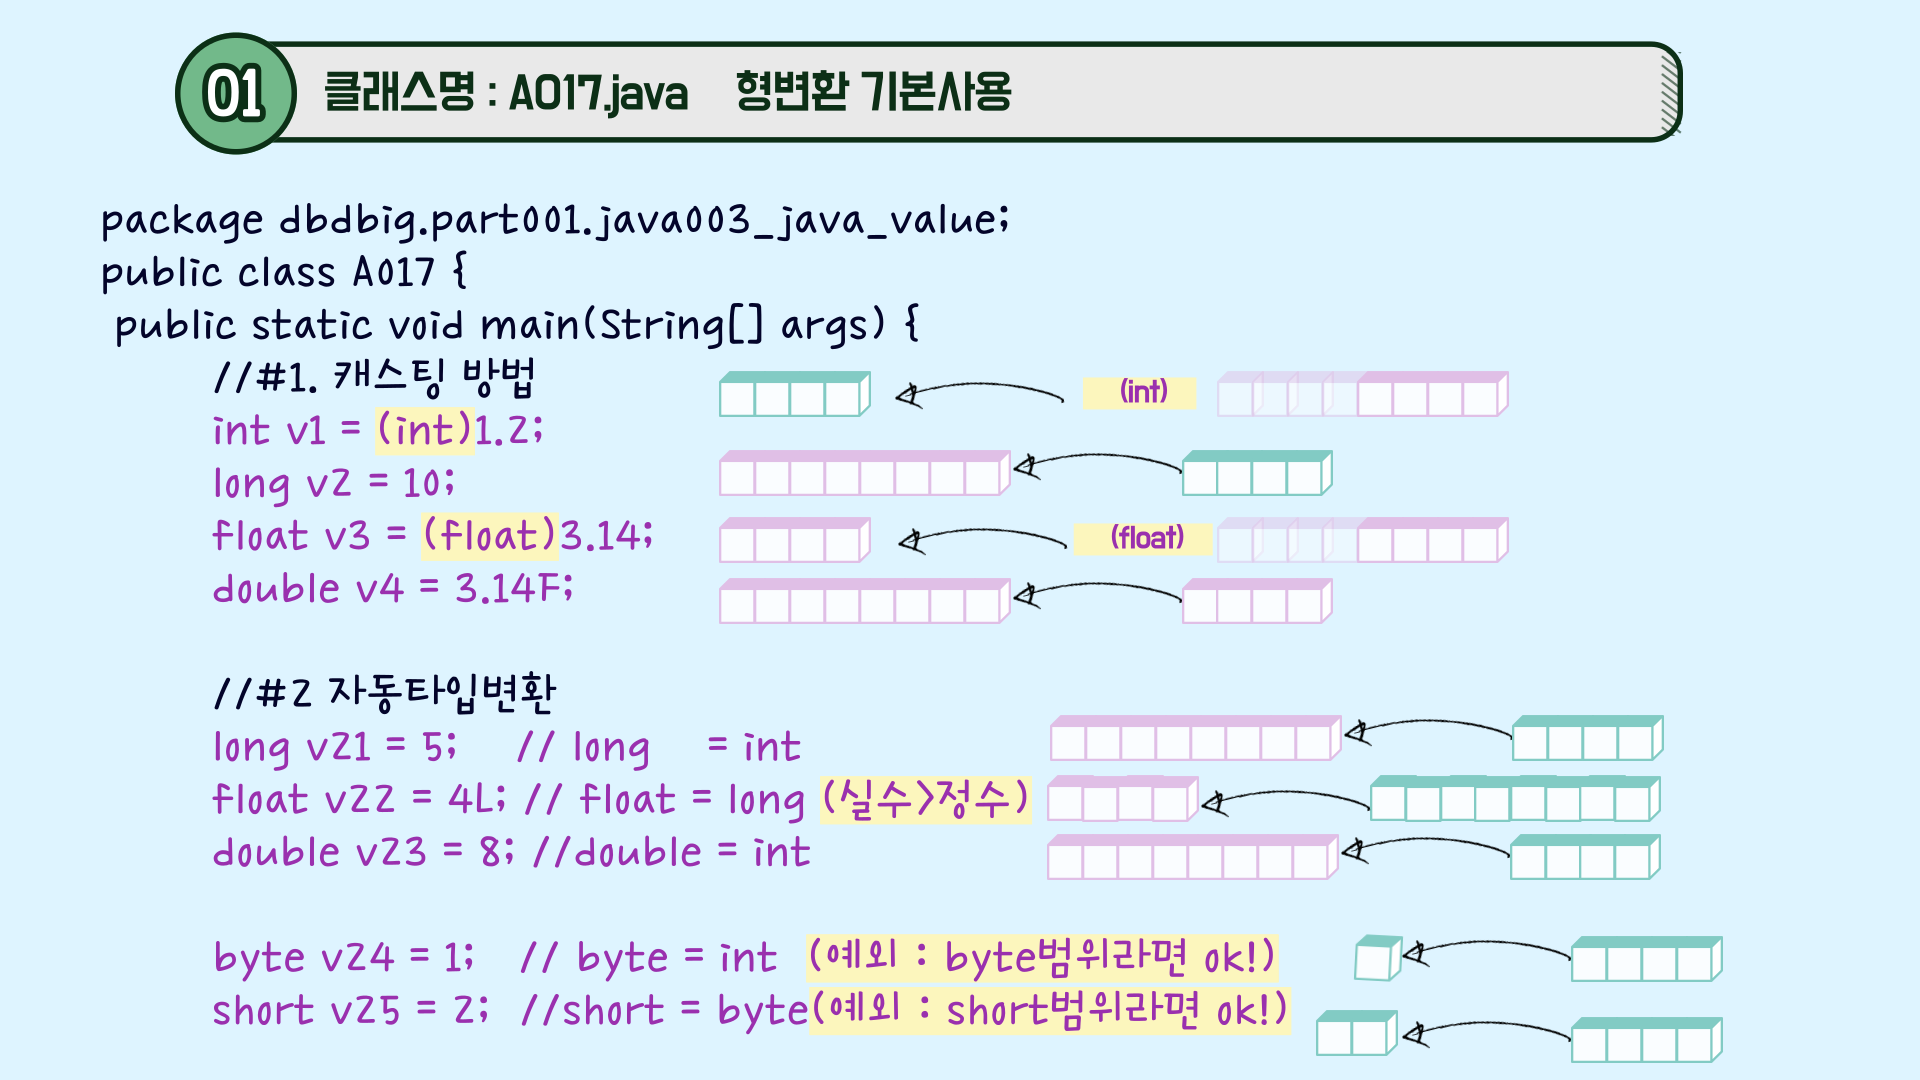 01 클래스명 : A017.java 형변환 기본사용
package dbdbig.part001.java003_java_value;
public class A017 {
public static void main(String[] args) {
//#1. 캐스팅 방법
int v1 = (int)1.2;
(int)
long v2 = 10;
float v3 = (float)3.14;
(float)
double v4 = 3.14F;
//#2 자동타입변환
long v21 = 5; // long = int
float v22 = 4L; // float = long (실수>정수)
double v23 = 8; //double = int
byte v24 = 1; // byte = int (예외 : byte범위라면 ok!)
short v25 = 2; //short = byte(예외 : short범위라면 ok!)